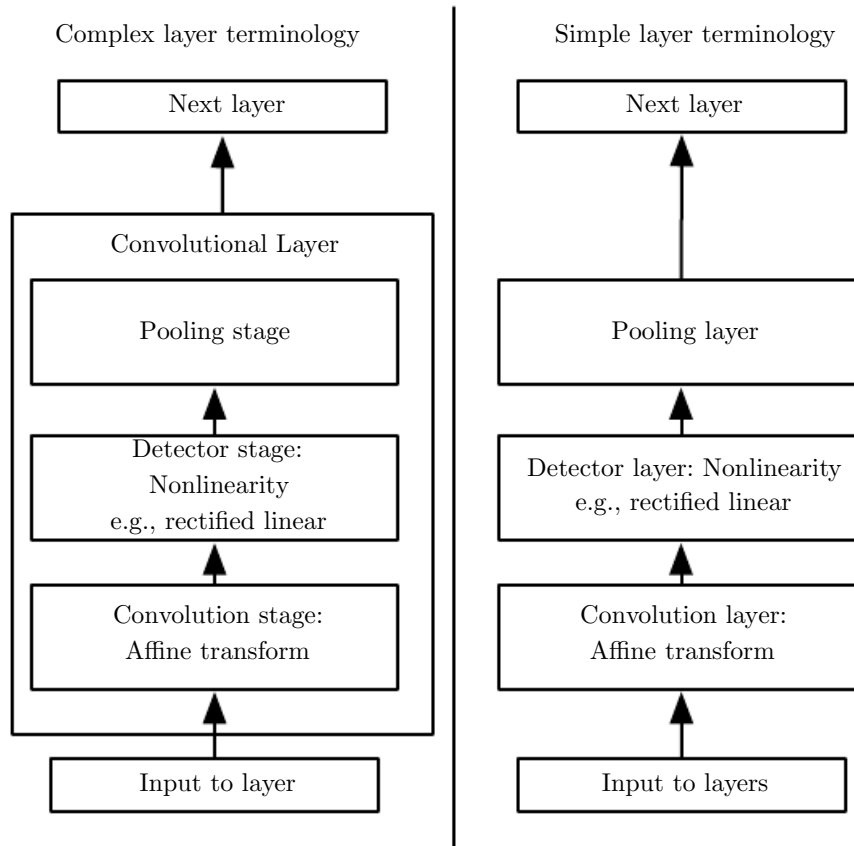 Complex layer terminology
Next layer
Convolutional Layer
Pooling stage
Detector stage:
Nonlinearity
e.g., rectified linear
Convolution stage:
Affine transform
Input to layer
Simple layer terminology
Next layer
Pooling layer
Detector layer: Nonlinearity
e.g., rectified linear
Convolution layer:
Affine transform
Input to layers